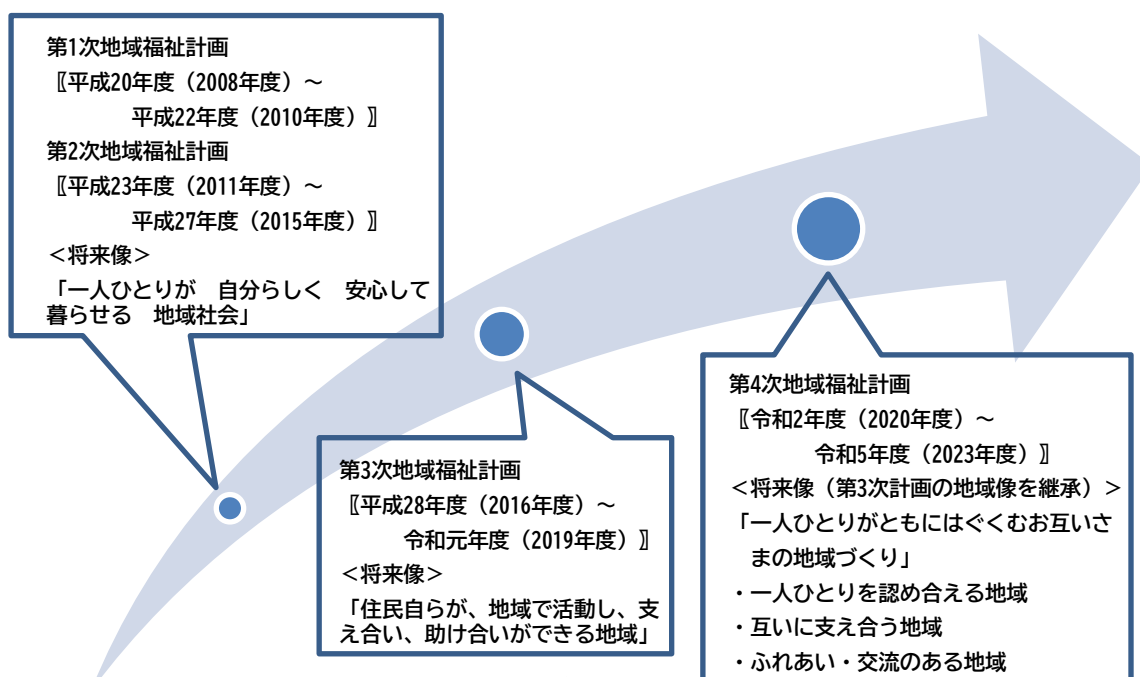 第1次地域福祉計画
〖平成20年度（2008年度）～
平成22年度（2010年度）〗
第2次地域福祉計画
〖平成23年度（2011年度）～
平成27年度（2015年度）〗
＜将来像＞
「一人ひとりが　自分らしく　安心して
暮らせる　地域社会」
第3次地域福祉計画
〖平成28年度（2016年度）～
令和元年度（2019年度）〗
＜将来像＞
「住民自らが、地域で活動し、支
え合い、助け合いができる地域」
第4次地域福祉計画
〖令和2年度（2020年度）～
令和5年度（2023年度）〗
＜将来像（第3次計画の地域像を継承）＞
「一人ひとりがともにはぐくむお互いさ
まの地域づくり」
・一人ひとりを認め合える地域
・互いに支え合う地域
・ふれあい・交流のある地域